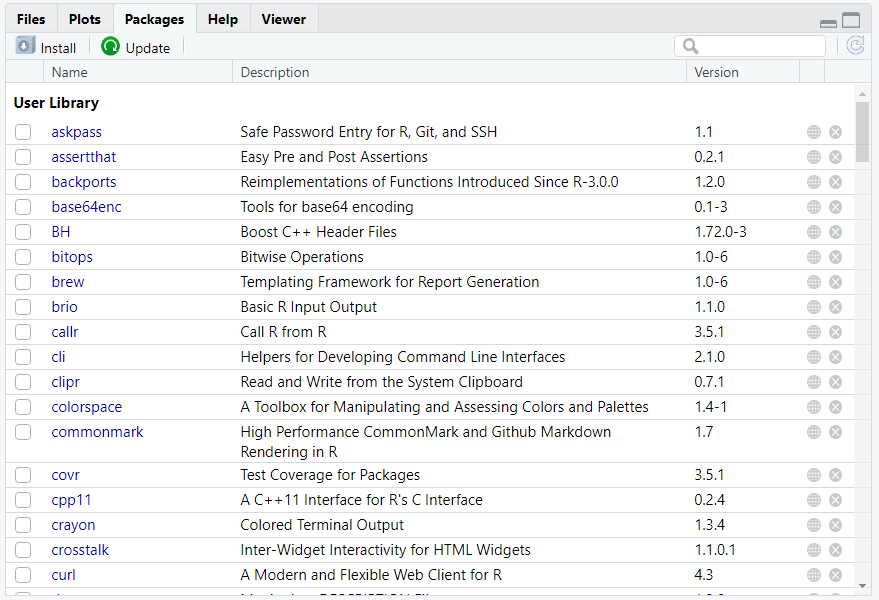 Files Plots Packages Help Viewer
Install Update
Name Description Version
User Library
askpass Safe Password Entry for R, Git, and SSH 1.1
assertthat Easy Pre and Post Assertions 0.2.1
backports Reimplementations of Functions Introduced Since R-3.0.0 1.2.0
base64enc Tools for base64 encoding 0.1-3
BH Boost C++ Header Files 1.72.0-3
bitops Bitwise Operations 1.0-6
brew Templating Framework for Report Generation 1.0-6
brio Basic R Input Output 1.1.0
callr Call R from R 3.5.1
cli Helpers for Developing Command Line Interfaces 2.1.0
clipr Read and Write from the System Clipboard 0.7.1
colorspace A Toolbox for Manipulating and Assessing Colors and Palettes 1.4-1
commonmark High Performance CommonMark and Github Markdown 1.7
Rendering in R
covr Test Coverage for Packages 3.5.1
cpp11 A C++11 Interface for R's C Interface 0.2.4
crayon Colored Terminal Output 1.3.4
crosstalk Inter-Widget Interactivity for HTML Widgets 1.1.0.1
curl A Modern and Flexible Web Client for R 4.3